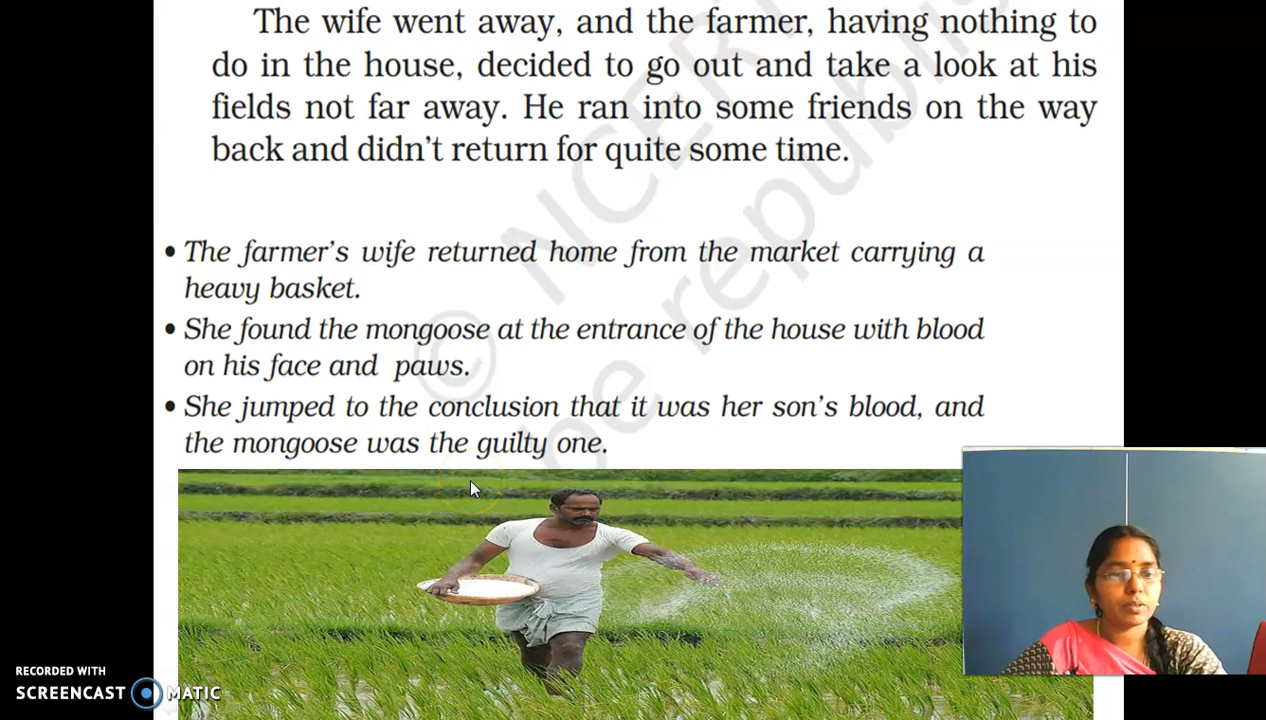 The wife went away, and the farmer, having nothing to
do in the house, decided to go out and take a look at his
fields not far away. He ran into some friends on the way
back and didn't return for quite some time.
© NCERT
be republis
• The farmer's wife returned home from the market carrying a
heavy basket.
• She found the mongoose at the entrance of the house with blood
on his face and paws.
• She jumped to the conclusion that it was her son's blood, and
the mongoose was the guilty one.
RECORDED WITH
SCREENCAST MATIC